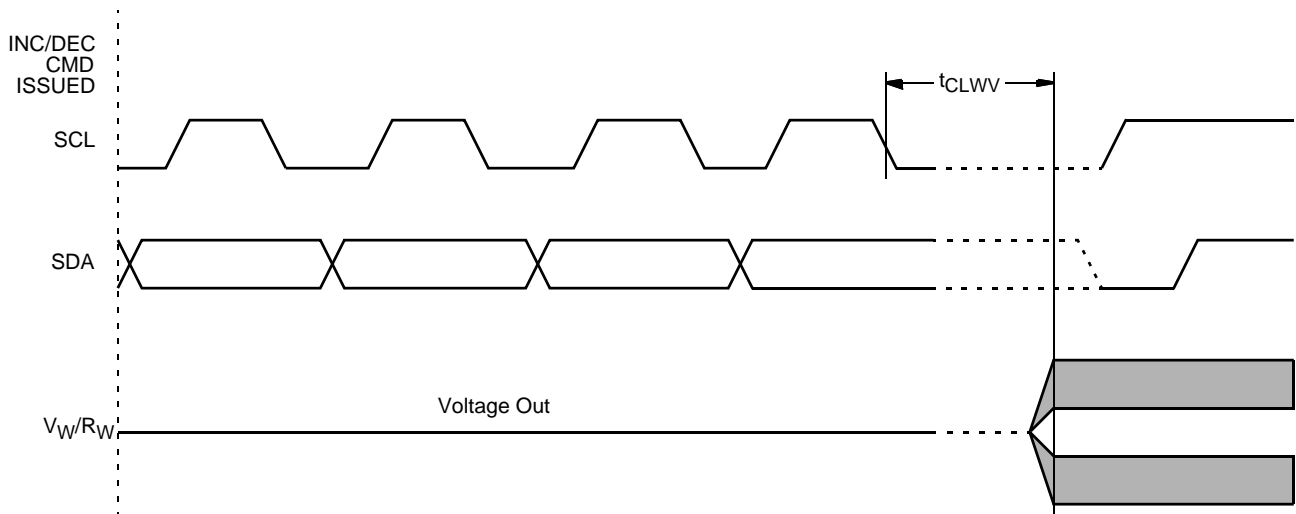 INC/DEC
CMD
ISSUED
tCLWV
SCL
SDA
Voltage Out
VW/RW